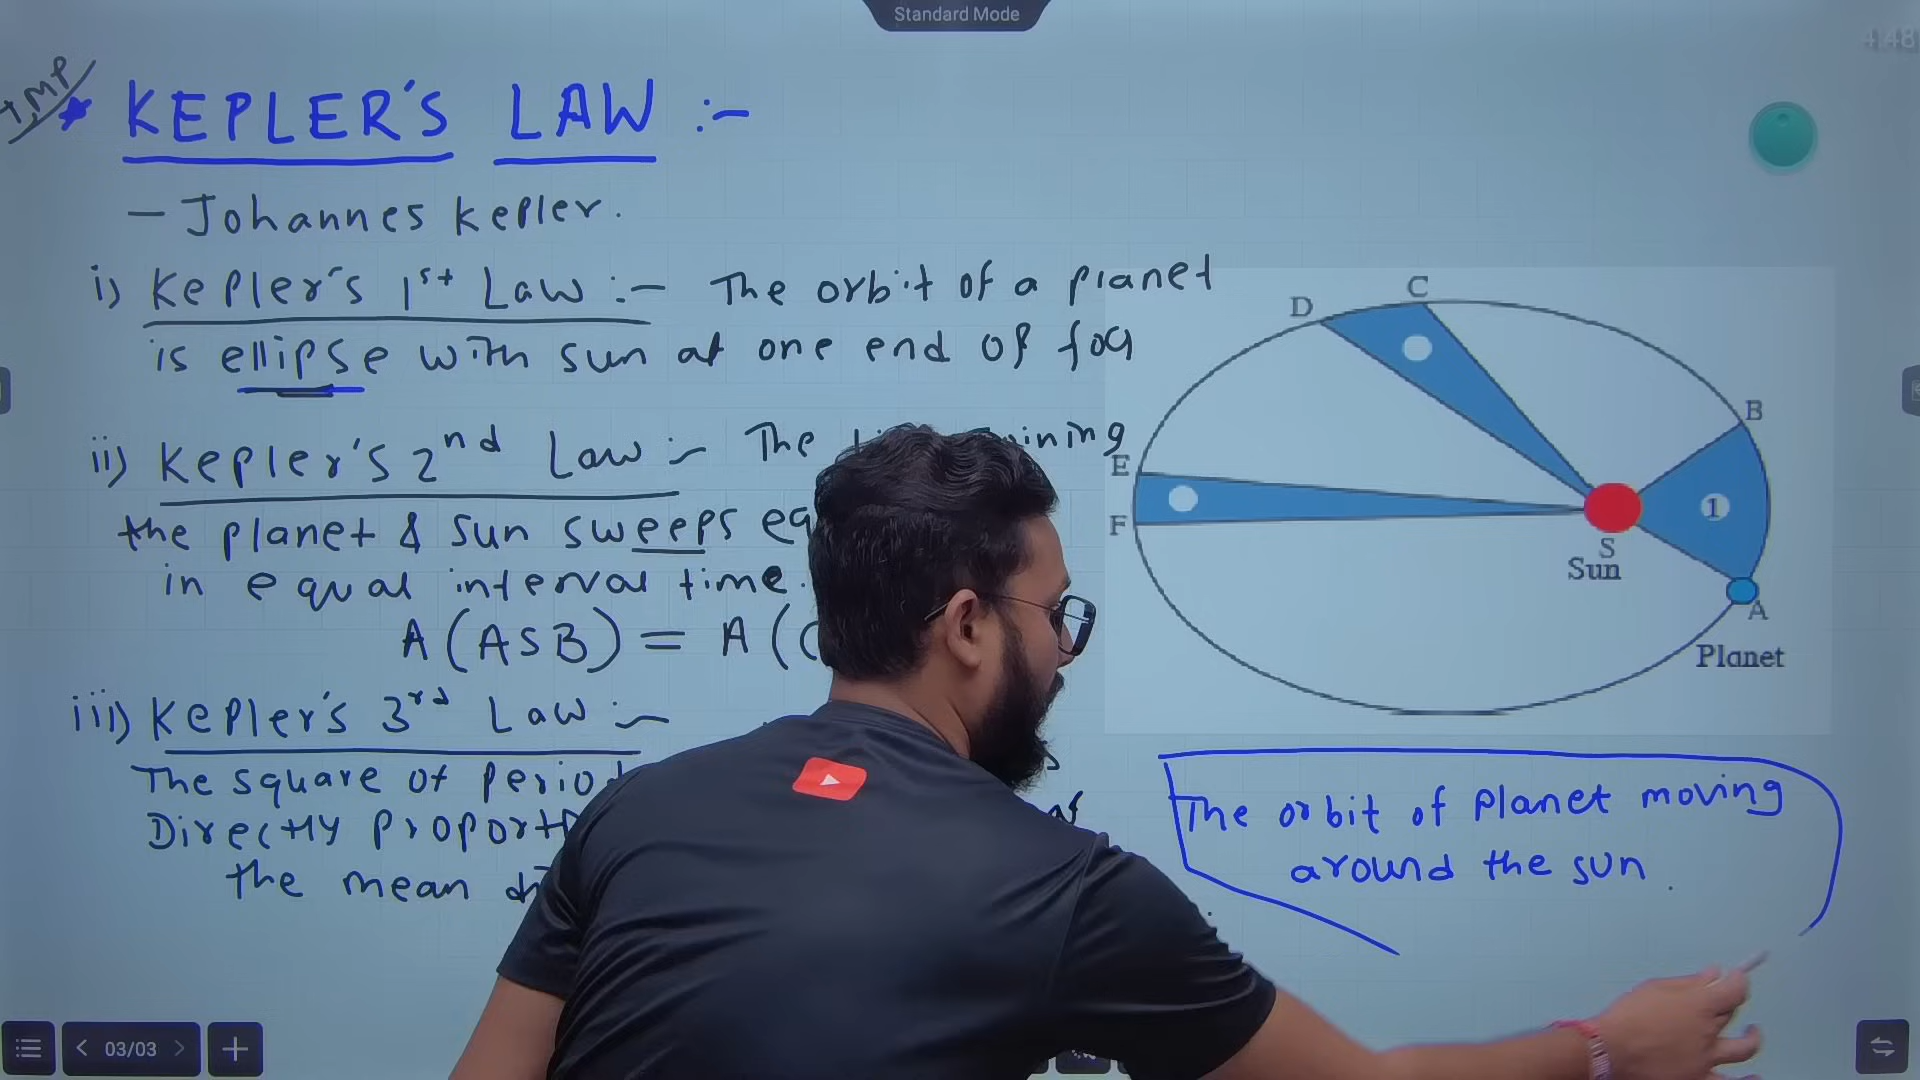 Standard Mode
4:48
IMP
* KEPLER'S LAW :-
- Johannes Kepler.
i) Kepler's 1st Law :- The orbit of a planet
is ellipse with sun at one end of foci
ii) Kepler's 2nd Law :- The joining
the planet & sun sweeps
in equal interval time.
A (ASB) = A (
iii) Kepler's 3rd Law :-
The square of
Directly
the mean
D
C
B
E
F
1
S
Sun
A
Planet
The orbit of planet moving
around the sun.
03/03